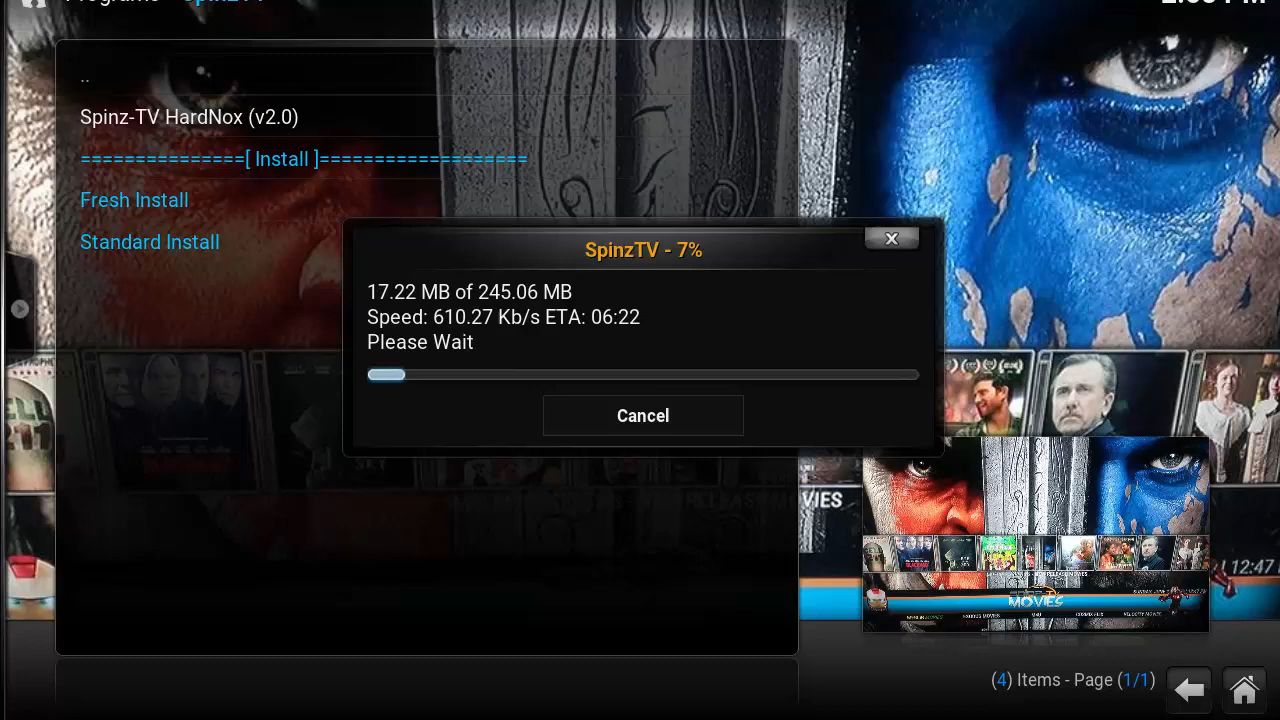 ..
Spinz-TV HardNox (v2.0)
===============[ Install ]===================
Fresh Install
Standard Install
SpinzTV - 7%
17.22 MB of 245.06 MB
Speed: 610.27 Kb/s ETA: 06:22
Please Wait
Cancel
VIES
12:47
MOVIES
(4) Items - Page (1/1)